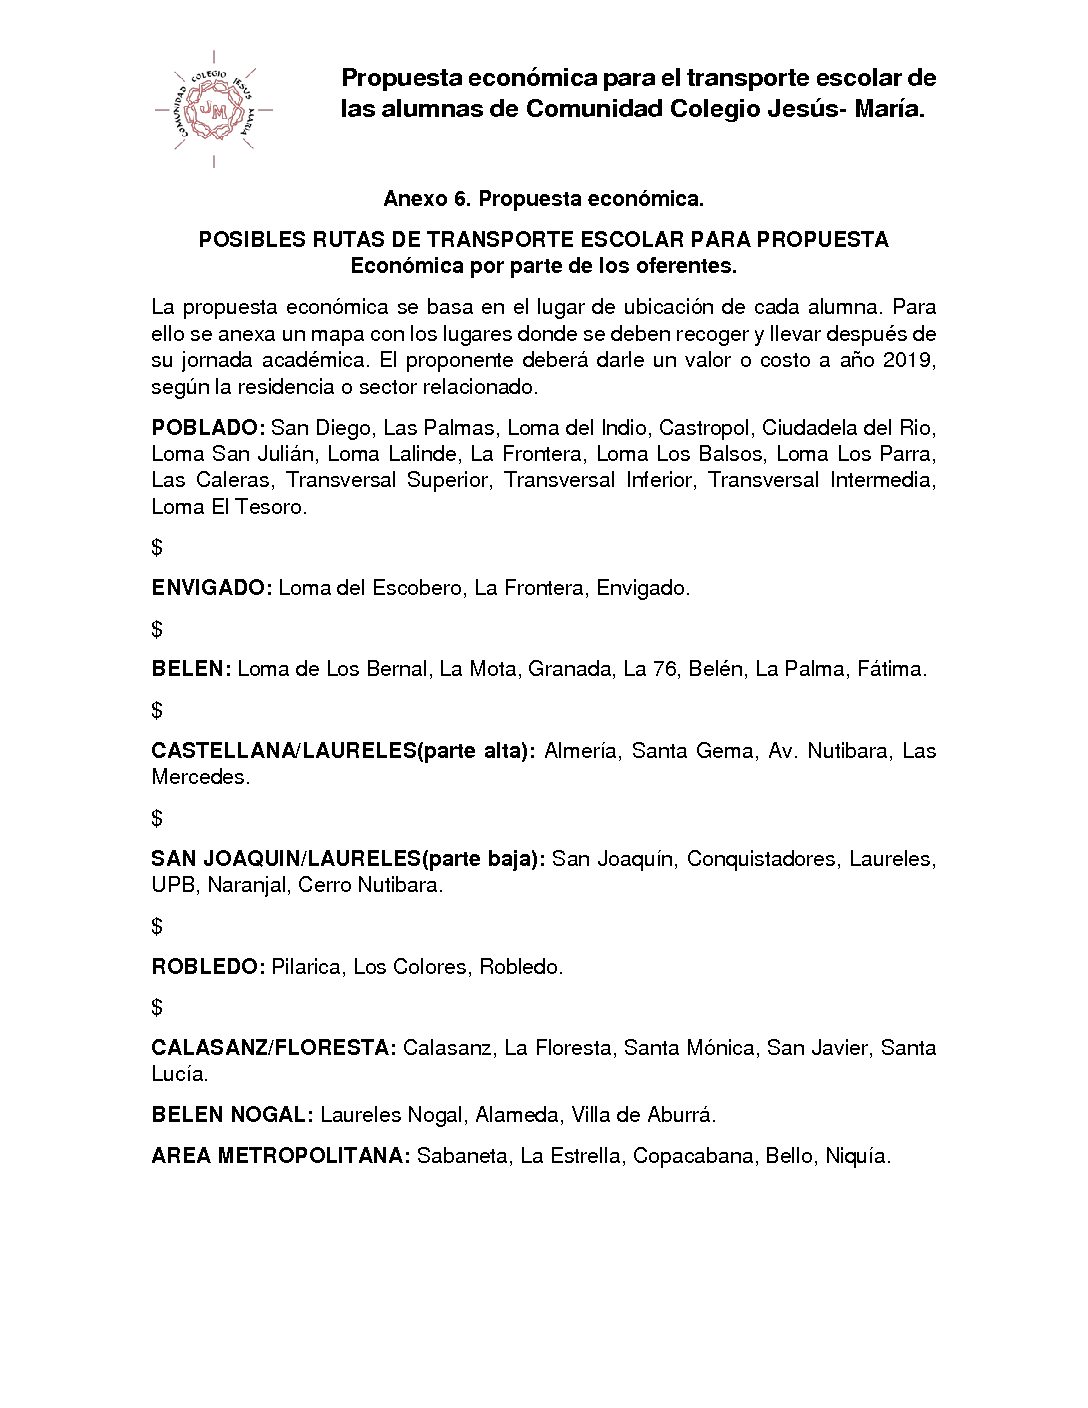 COMUNIDAD COLEGIO JESUS MARIA
JM
Propuesta económica para el transporte escolar de
las alumnas de Comunidad Colegio Jesús- María.
Anexo 6. Propuesta económica.
POSIBLES RUTAS DE TRANSPORTE ESCOLAR PARA PROPUESTA
Económica por parte de los oferentes.
La propuesta económica se basa en el lugar de ubicación de cada alumna. Para
ello se anexa un mapa con los lugares donde se deben recoger y llevar después de
su jornada académica. El proponente deberá darle un valor o costo a año 2019,
según la residencia o sector relacionado.
POBLADO: San Diego, Las Palmas, Loma del Indio, Castropol, Ciudadela del Rio,
Loma San Julián, Loma Lalinde, La Frontera, Loma Los Balsos, Loma Los Parra,
Las Caleras, Transversal Superior, Transversal Inferior, Transversal Intermedia,
Loma El Tesoro.
$
ENVIGADO: Loma del Escobero, La Frontera, Envigado.
$
BELEN: Loma de Los Bernal, La Mota, Granada, La 76, Belén, La Palma, Fátima.
$
CASTELLANA/LAURELES(parte alta): Almería, Santa Gema, Av. Nutibara, Las
Mercedes.
$
SAN JOAQUIN/LAURELES(parte baja): San Joaquín, Conquistadores, Laureles,
UPB, Naranjal, Cerro Nutibara.
$
ROBLEDO: Pilarica, Los Colores, Robledo.
$
CALASANZ/FLORESTA: Calasanz, La Floresta, Santa Mónica, San Javier, Santa
Lucía.
BELEN NOGAL: Laureles Nogal, Alameda, Villa de Aburrá.
AREA METROPOLITANA: Sabaneta, La Estrella, Copacabana, Bello, Niquía.